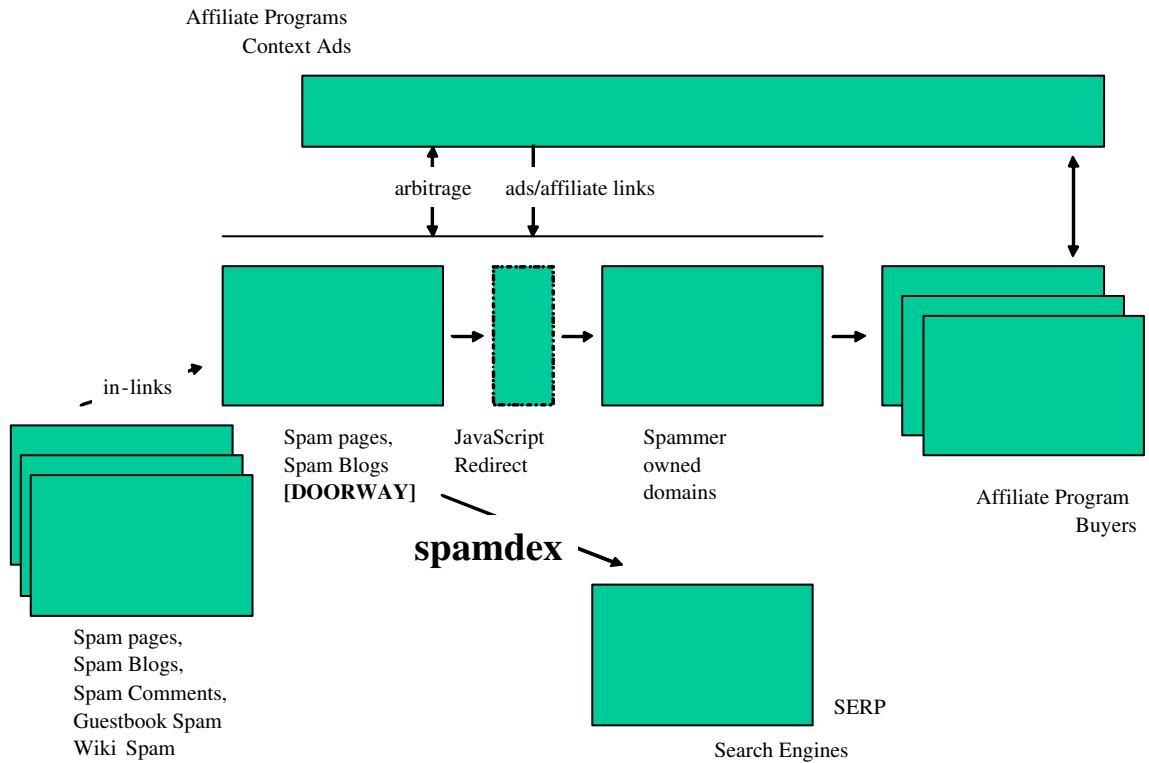 Affiliate Programs
Context Ads
arbitrage
ads/affiliate links
in-links
Spam pages,
Spam Blogs
[DOORWAY]
JavaScript
Redirect
Spammer
owned
domains
Affiliate Program
Buyers
spamdex
Spam pages,
Spam Blogs,
Spam Comments,
Guestbook Spam
Wiki Spam
SERP
Search Engines